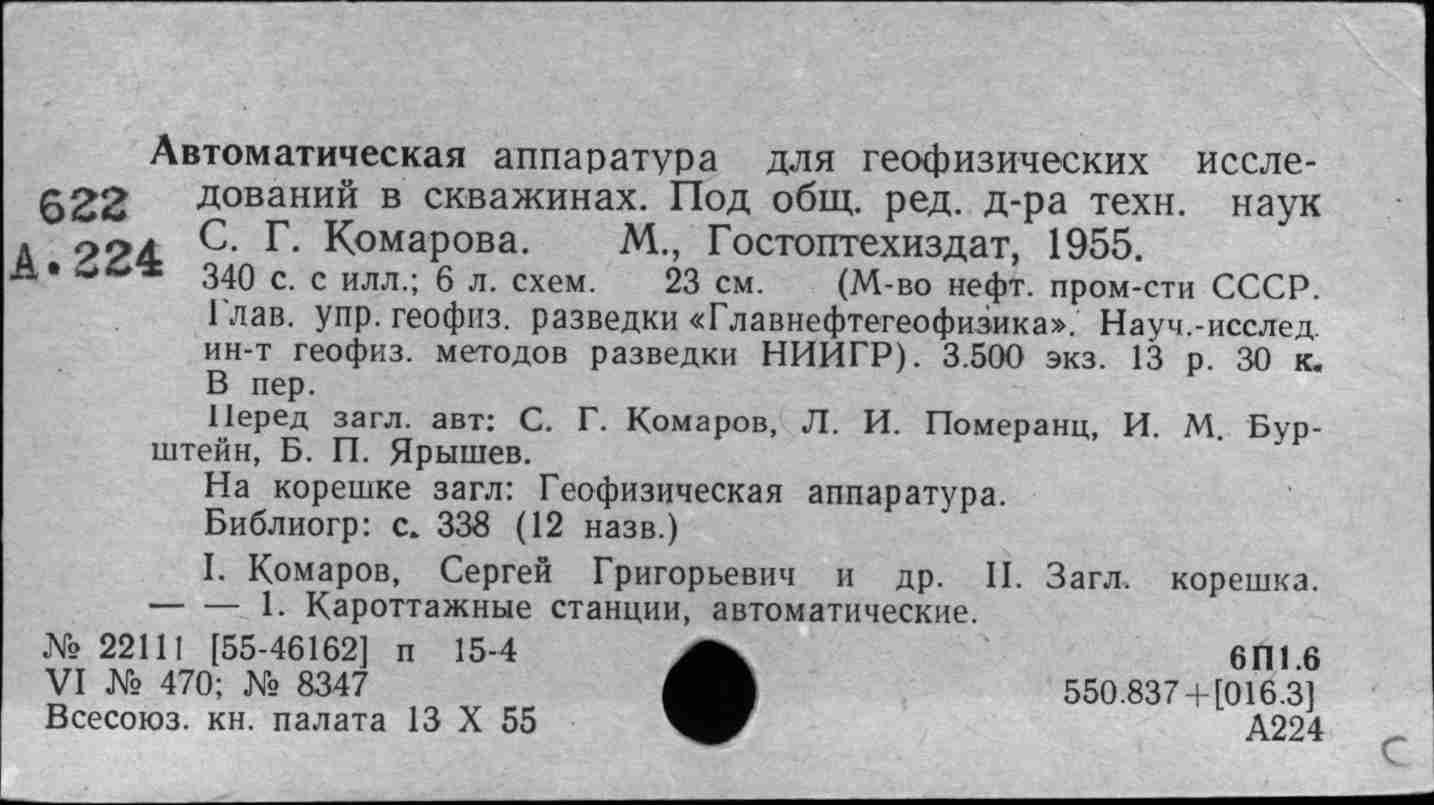 Автоматическая аппаратура для геофизических иссле-
622 дований в скважинах. Под общ. ред. д-ра техн. наук
А.224 С. Г. Комарова. М., Гостоптехиздат, 1955.
340 с. с илл.; 6 л. схем. 23 см. (М-во нефт. пром-сти СССР.
Глав. упр. геофиз. разведки «Главнефтегеофизика». Науч.-исслед.
ин-т геофиз. методов разведки НИИГР). 3.500 экз. 13 р. 30 к.
В пер.
Перед загл. авт: С. Г. Комаров, Л. И. Померанц, И. М. Бур-
штейн, Б. П. Ярышев.
На корешке загл: Геофизическая аппаратура.
Библиогр: с. 338 (12 назв.)
I. Комаров, Сергей Григорьевич и др. II. Загл. корешка.
— — 1. Кароттажные станции, автоматические.
№ 22111 [55-46162] п 15-4 6П1.6
VI № 470; № 8347 550.837+[016.3]
Всесоюз. кн. палата 13 X 55 А224
С